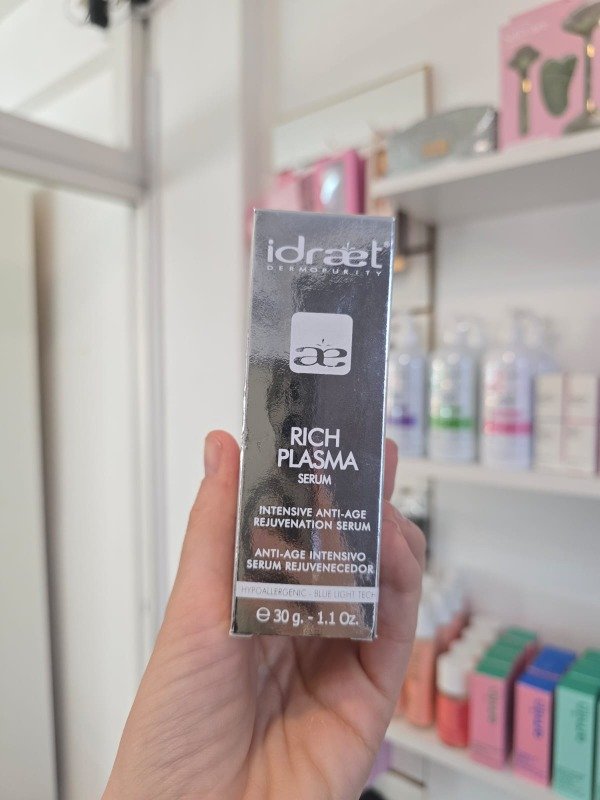 idraet
DERMOPURITY
æ
RICH
PLASMA
SERUM
INTENSIVE ANTI-AGE
REJUVENATION SERUM
ANTI-AGE INTENSIVO
SERUM REJUVENECEDOR
HYPOALLERGENIC - BLUE LIGHT TECH
⊖ 30 g. - 1.1 Oz.